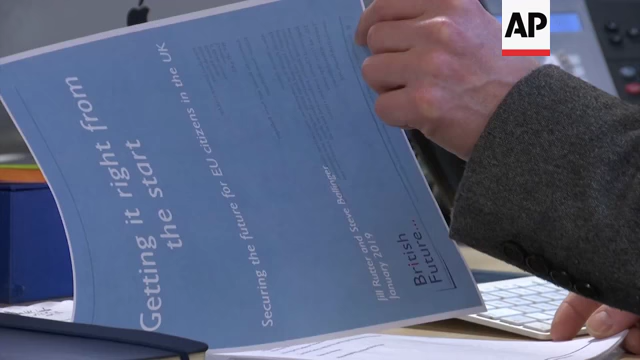 AP
Getting it right from
the start
Securing the future for EU citizens in the UK
Jill Rutter and Steve Ballinger
January 2019
British
Future...